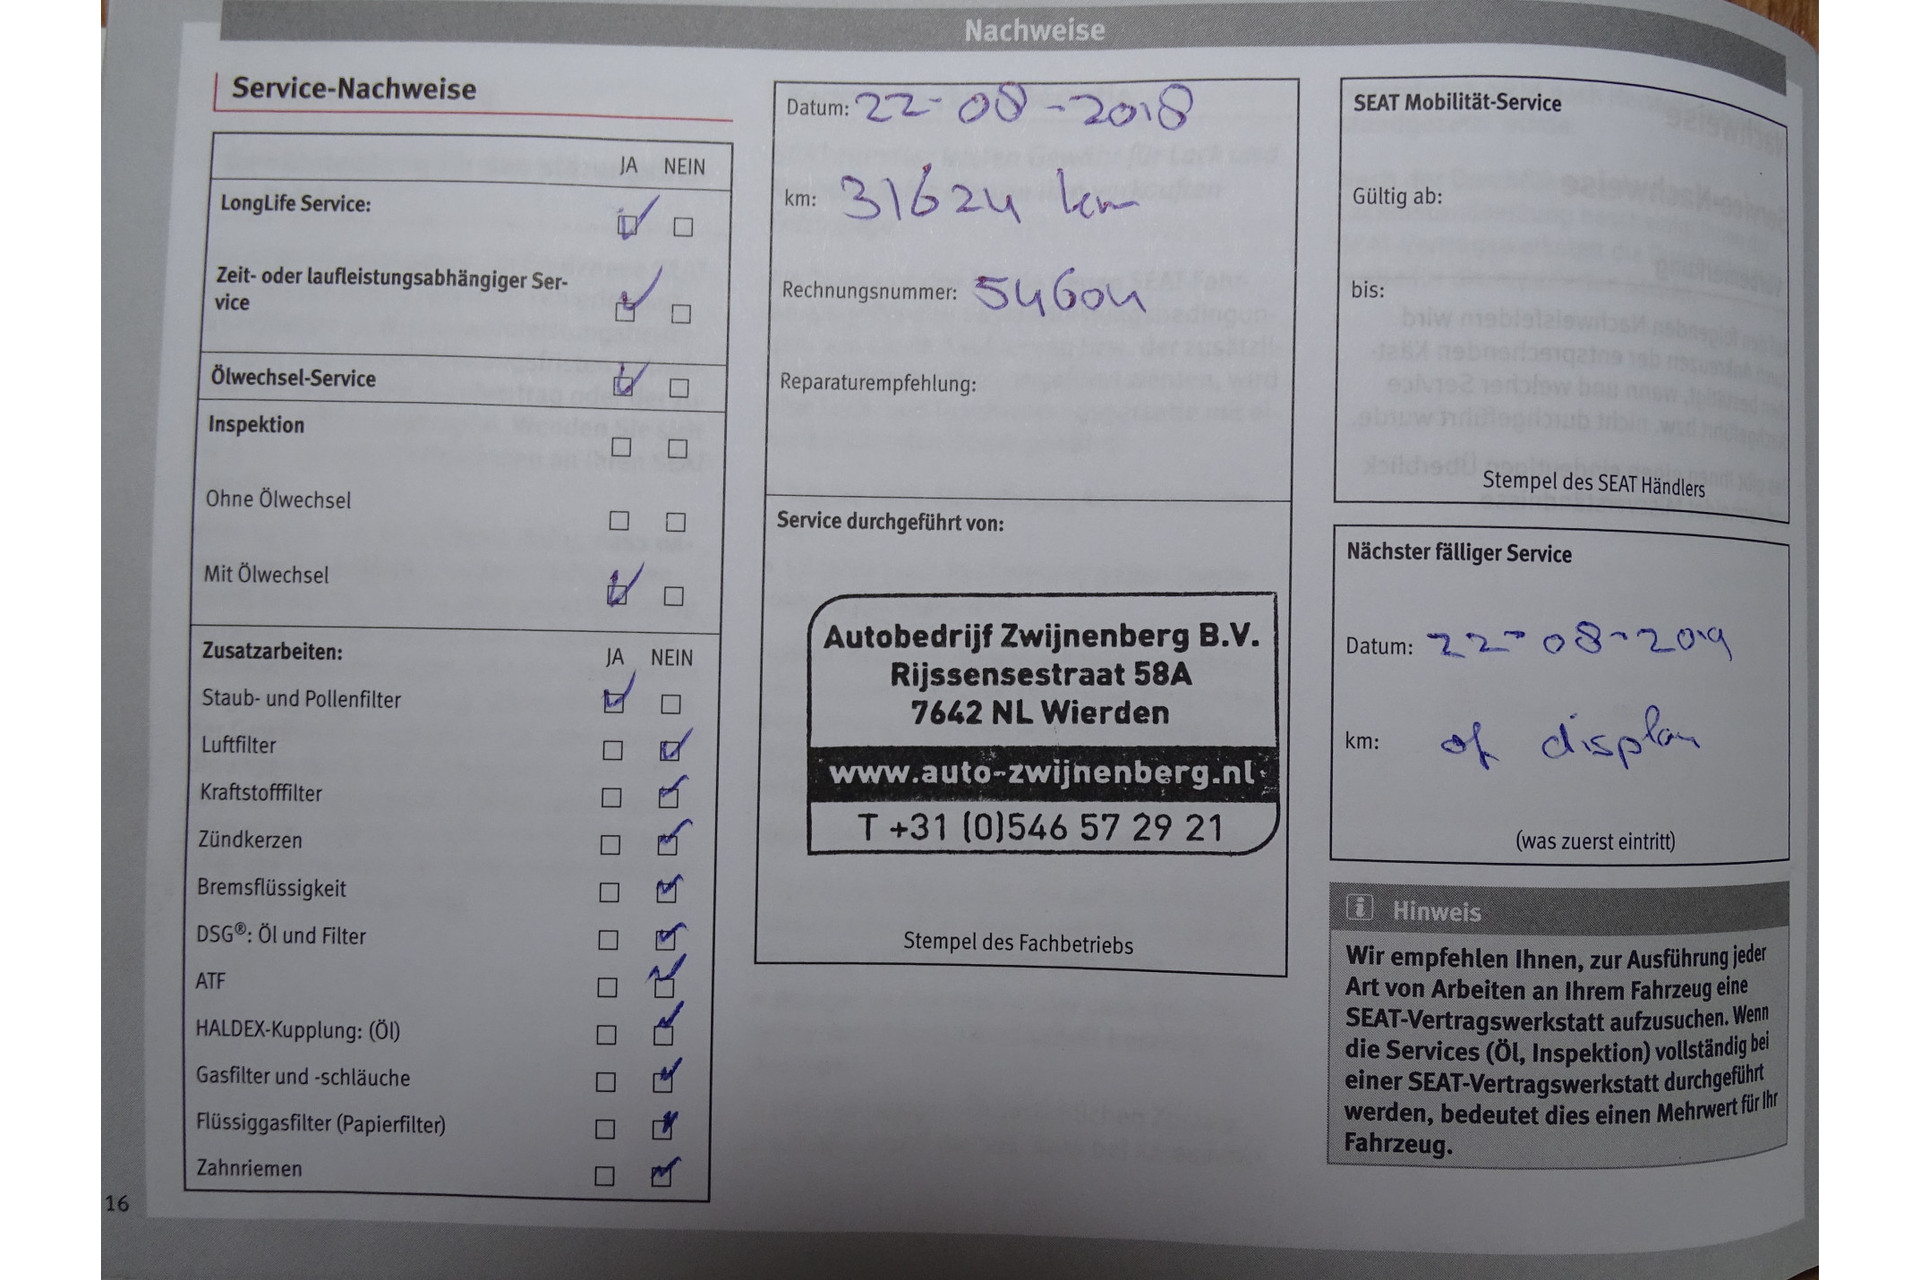 Nachweise
Service-Nachweise
JA NEIN
LongLife Service:
Zeit- oder laufleistungsabhängiger Ser-
vice
Ölwechsel-Service
Inspektion
Ohne Ölwechsel
Mit Ölwechsel
Zusatzarbeiten: JA NEIN
Staub- und Pollenfilter
Luftfilter
Kraftstofffilter
Zündkerzen
Bremsflüssigkeit
DSG®: Öl und Filter
ATF
HALDEX-Kupplung: (Öl)
Gasfilter und -schläuche
Flüssiggasfilter (Papierfilter)
Zahnriemen
16
Datum: 22-08-2018
km: 31624 km
Rechnungsnummer: 54604
Reparaturempfehlung:
Service durchgeführt von:
Autobedrijf Zwijnenberg B.V.
Rijssensestraat 58A
7642 NL Wierden
www.auto-zwijnenberg.nl
T +31 (0)546 57 29 21
Stempel des Fachbetriebs
SEAT Mobilität-Service
Gültig ab:
bis:
Stempel des SEAT Händlers
Nächster fälliger Service
Datum: 22-08-2019
km: of display
(was zuerst eintritt)
i Hinweis
Wir empfehlen Ihnen, zur Ausführung jeder
Art von Arbeiten an Ihrem Fahrzeug eine
SEAT-Vertragswerkstatt aufzusuchen. Wenn
die Services (Öl, Inspektion) vollständig bei
einer SEAT-Vertragswerkstatt durchgeführt
werden, bedeutet dies einen Mehrwert für Ihr
Fahrzeug.